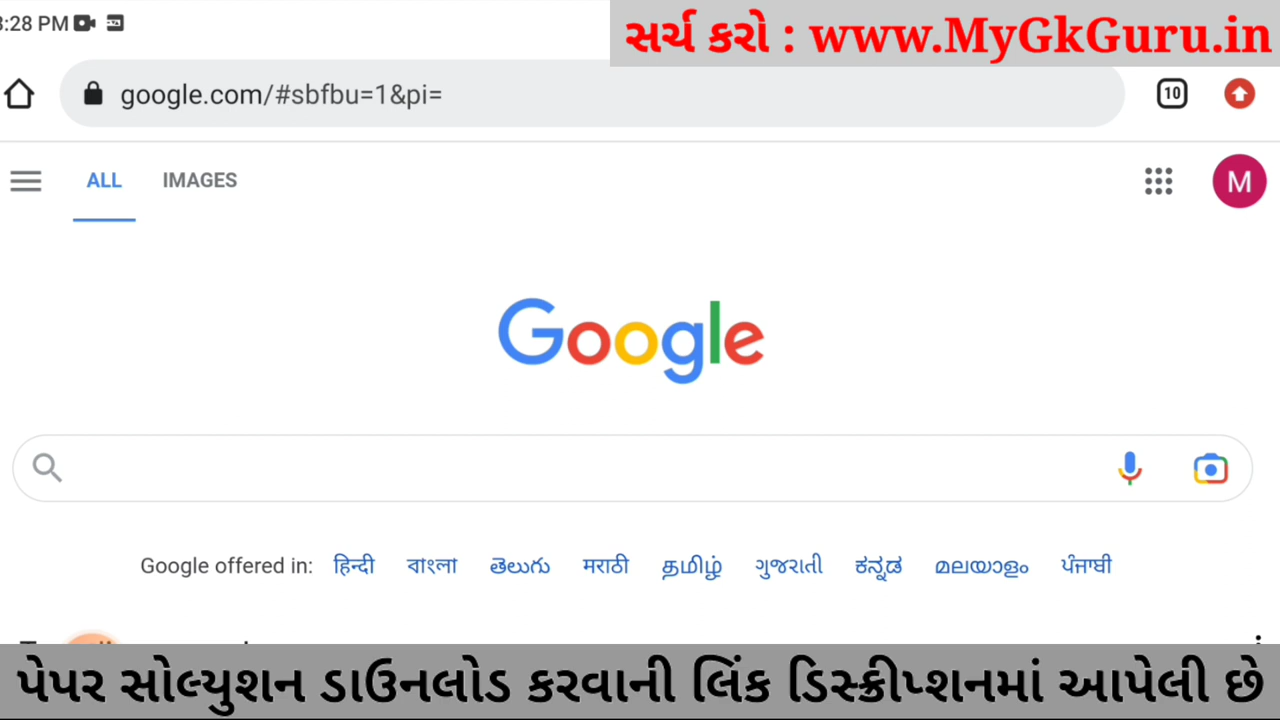 3:28 PM
સર્ચ કરો : www.MyGkGuru.in
google.com/#sbfbu=1&pi=
10
ALL IMAGES
M
Google
Google offered in: हिन्दी বাংলা తెలుగు मराठी தமிழ் ગુજરાતી ಕನ್ನಡ മലയാളം ਪੰਜਾਬੀ
પેપર સોલ્યુશન ડાઉનલોડ કરવાની લિંક ડિસ્ક્રીપ્શનમાં આપેલી છે